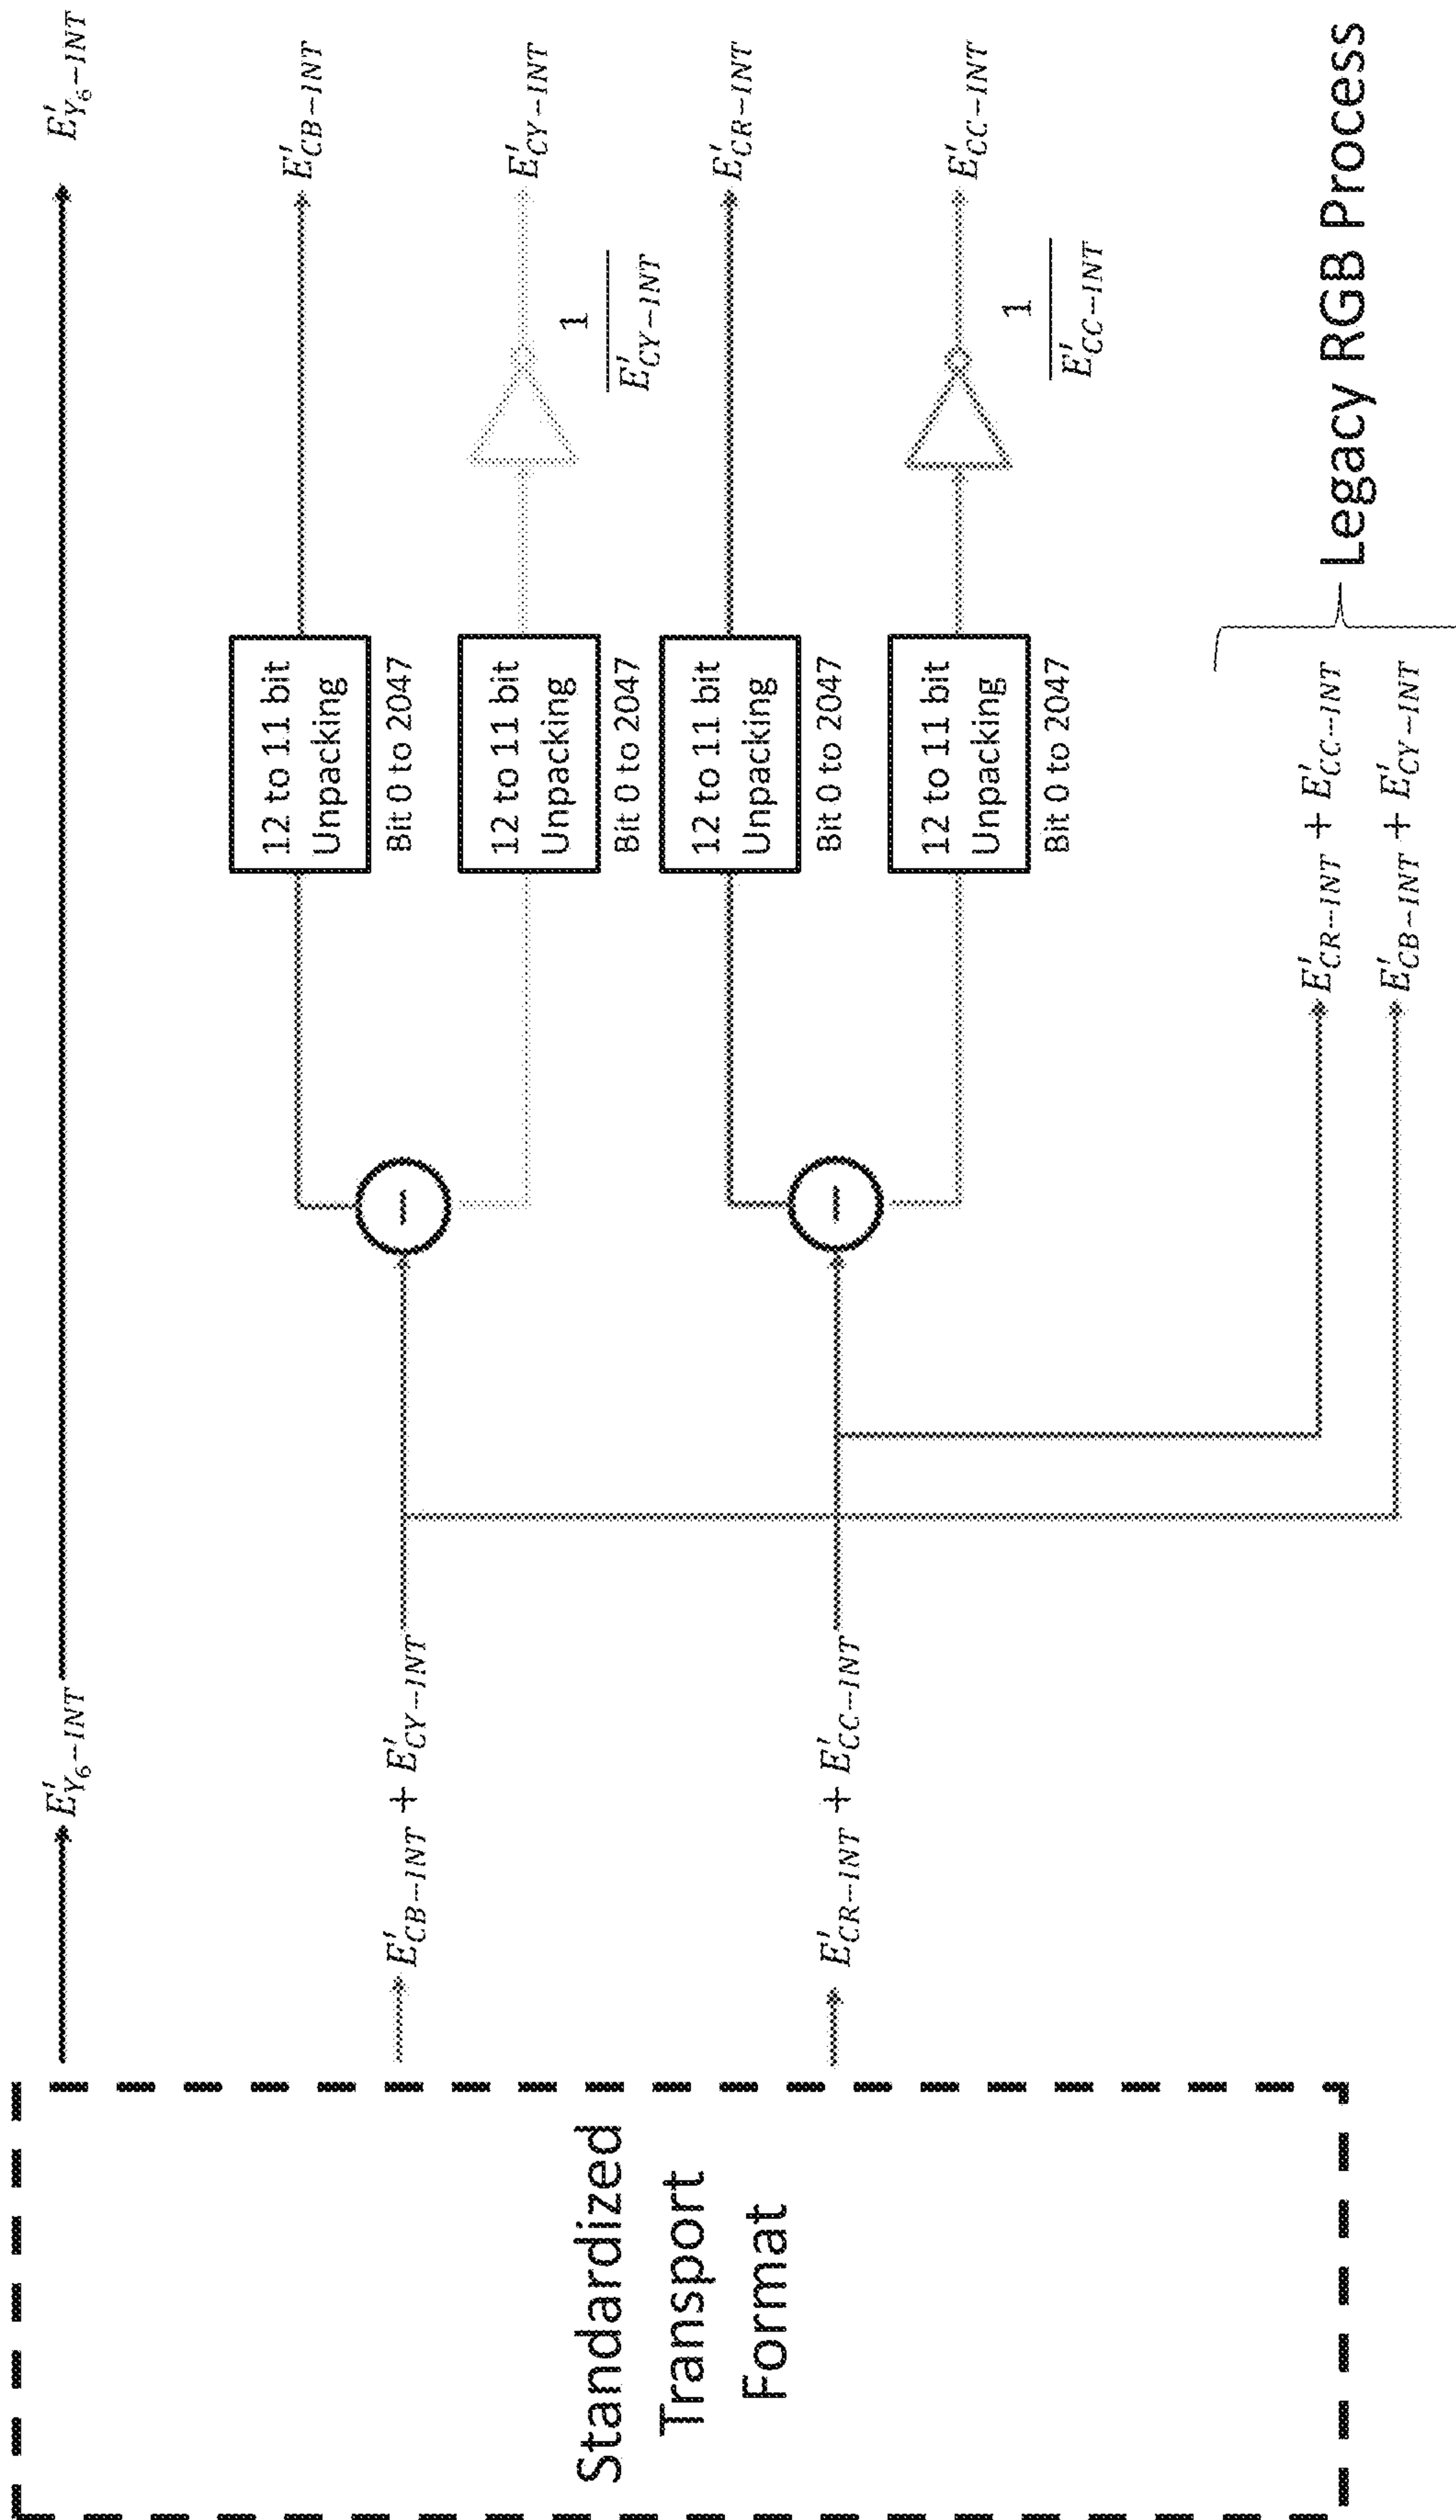 Standardized
Transport
Format
E′Y₆−INT
E′CB−INT + E′CY−INT
E′CR−INT + E′CC−INT
12 to 11 bit
Unpacking
Bit 0 to 2047
12 to 11 bit
Unpacking
Bit 0 to 2047
12 to 11 bit
Unpacking
Bit 0 to 2047
12 to 11 bit
Unpacking
Bit 0 to 2047
1
E′CY−INT
1
E′CC−INT
E′Y₆−INT
E′CB−INT
E′CY−INT
E′CR−INT
E′CC−INT
E′CR−INT + E′CC−INT
E′CB−INT + E′CY−INT
Legacy RGB Process